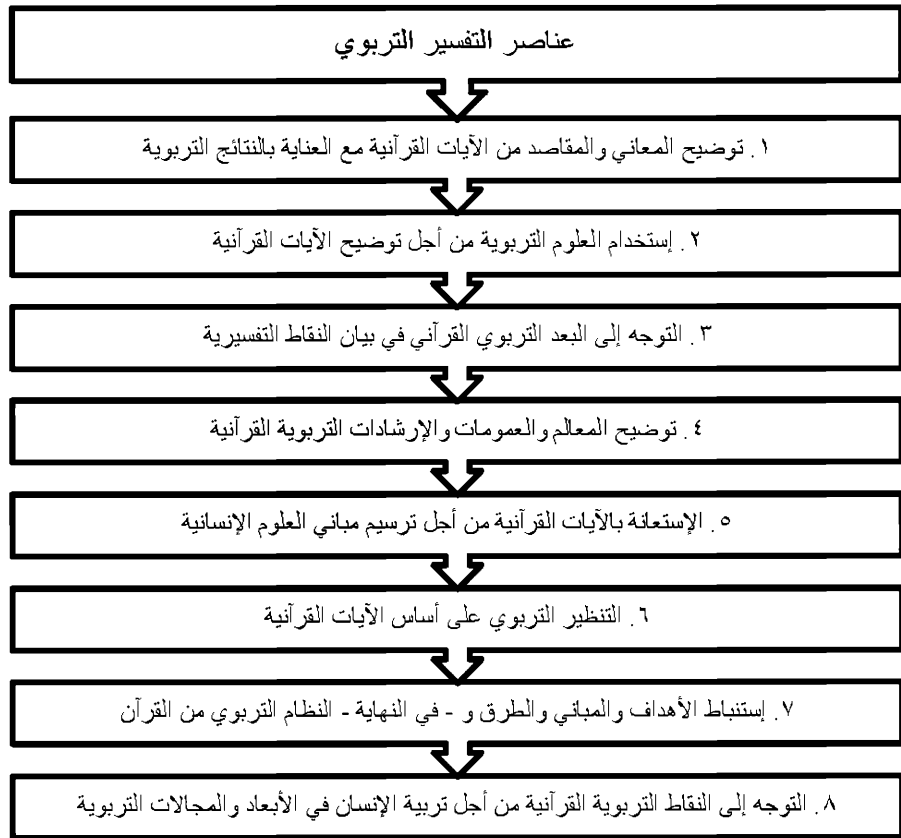 عناصر التفسير التربوي
١. توضيح المعاني والمقاصد من الآيات القرآنية مع العناية بالنتائج التربوية
٢. إستخدام العلوم التربوية من أجل توضيح الآيات القرآنية
٣. التوجه إلى البعد التربوي القرآني في بيان النقاط التفسيرية
٤. توضيح المعالم والعمومات والإرشادات التربوية القرآنية
٥. الإستعانة بالآيات القرآنية من أجل ترسيم مباني العلوم الإنسانية
٦. التنظير التربوي على أساس الآيات القرآنية
٧. إستنباط الأهداف والمباني والطرق و - في النهاية - النظام التربوي من القرآن
٨. التوجه إلى النقاط التربوية القرآنية من أجل تربية الإنسان في الأبعاد والمجالات التربوية